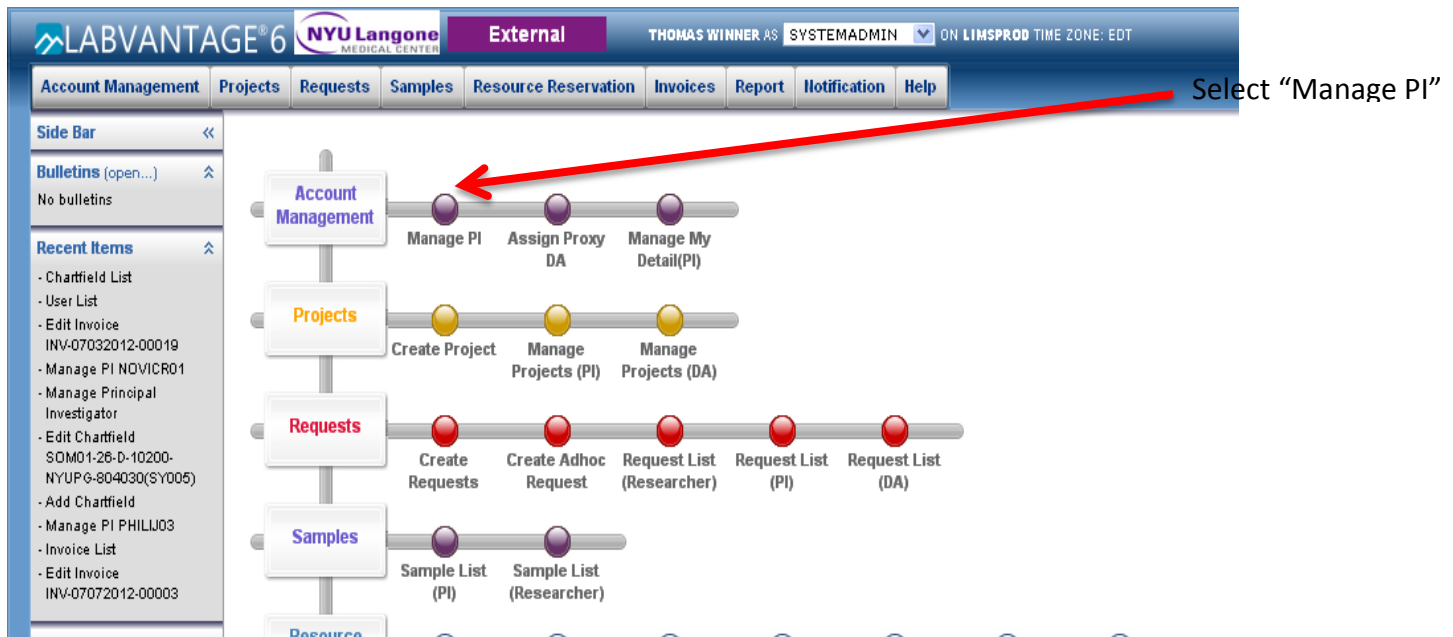 LABVANTAGE®6 NYU Langone MEDICAL CENTER External THOMAS WINNER AS SYSTEMADMIN ON LIMSPROD TIME ZONE: EDT
Account Management Projects Requests Samples Resource Reservation Invoices Report Notification Help
Select “Manage PI”
Side Bar «
Bulletins (open...)
No bulletins
Recent Items
- Chartfield List
- User List
- Edit Invoice
INV-07032012-00019
- Manage PI NOVICR01
- Manage Principal
Investigator
- Edit Chartfield
SOM01-26-D-10200-
NYUPG-804030(SY005)
- Add Chartfield
- Manage PI PHILIJ03
- Invoice List
- Edit Invoice
INV-07072012-00003
Account
Management
Manage PI
Assign Proxy
DA
Manage My
Detail(PI)
Projects
Create Project
Manage
Projects (PI)
Manage
Projects (DA)
Requests
Create
Requests
Create Adhoc
Request
Request List
(Researcher)
Request List
(PI)
Request List
(DA)
Samples
Sample List
(PI)
Sample List
(Researcher)
Resource